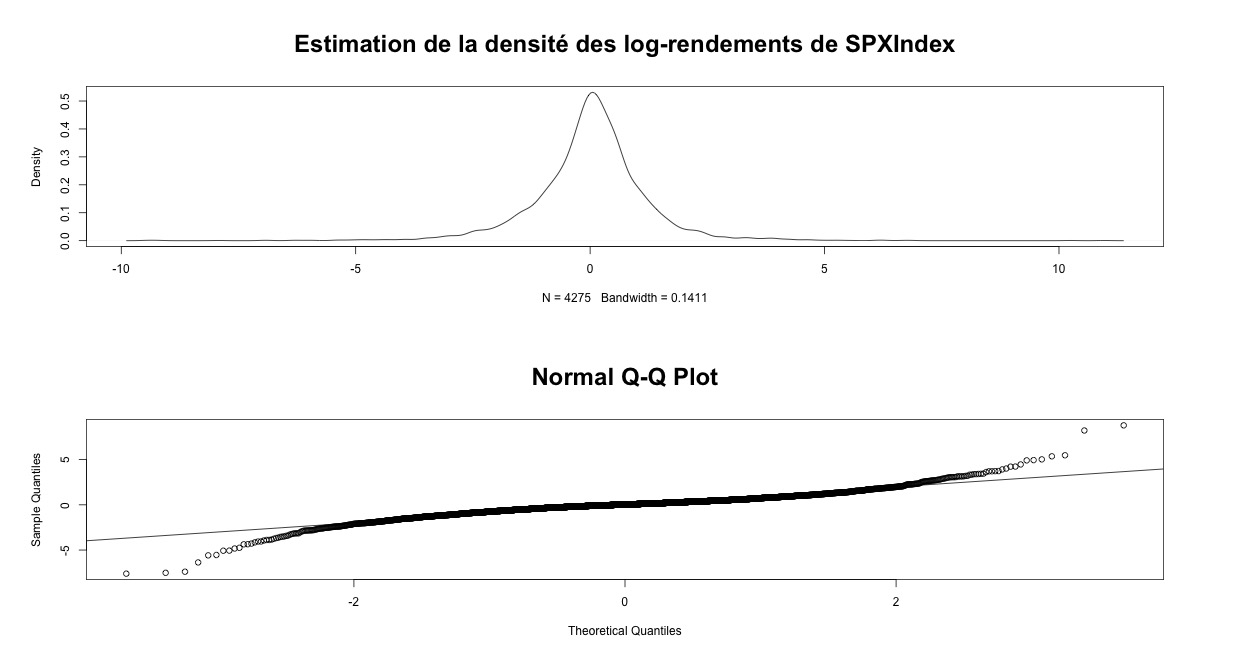 Estimation de la densité des log-rendements de SPXIndex
Density
0.0 0.1 0.2 0.3 0.4 0.5
-10 -5 0 5 10
N = 4275 Bandwidth = 0.1411
Normal Q-Q Plot
Sample Quantiles
-5 0 5
-2 0 2
Theoretical Quantiles